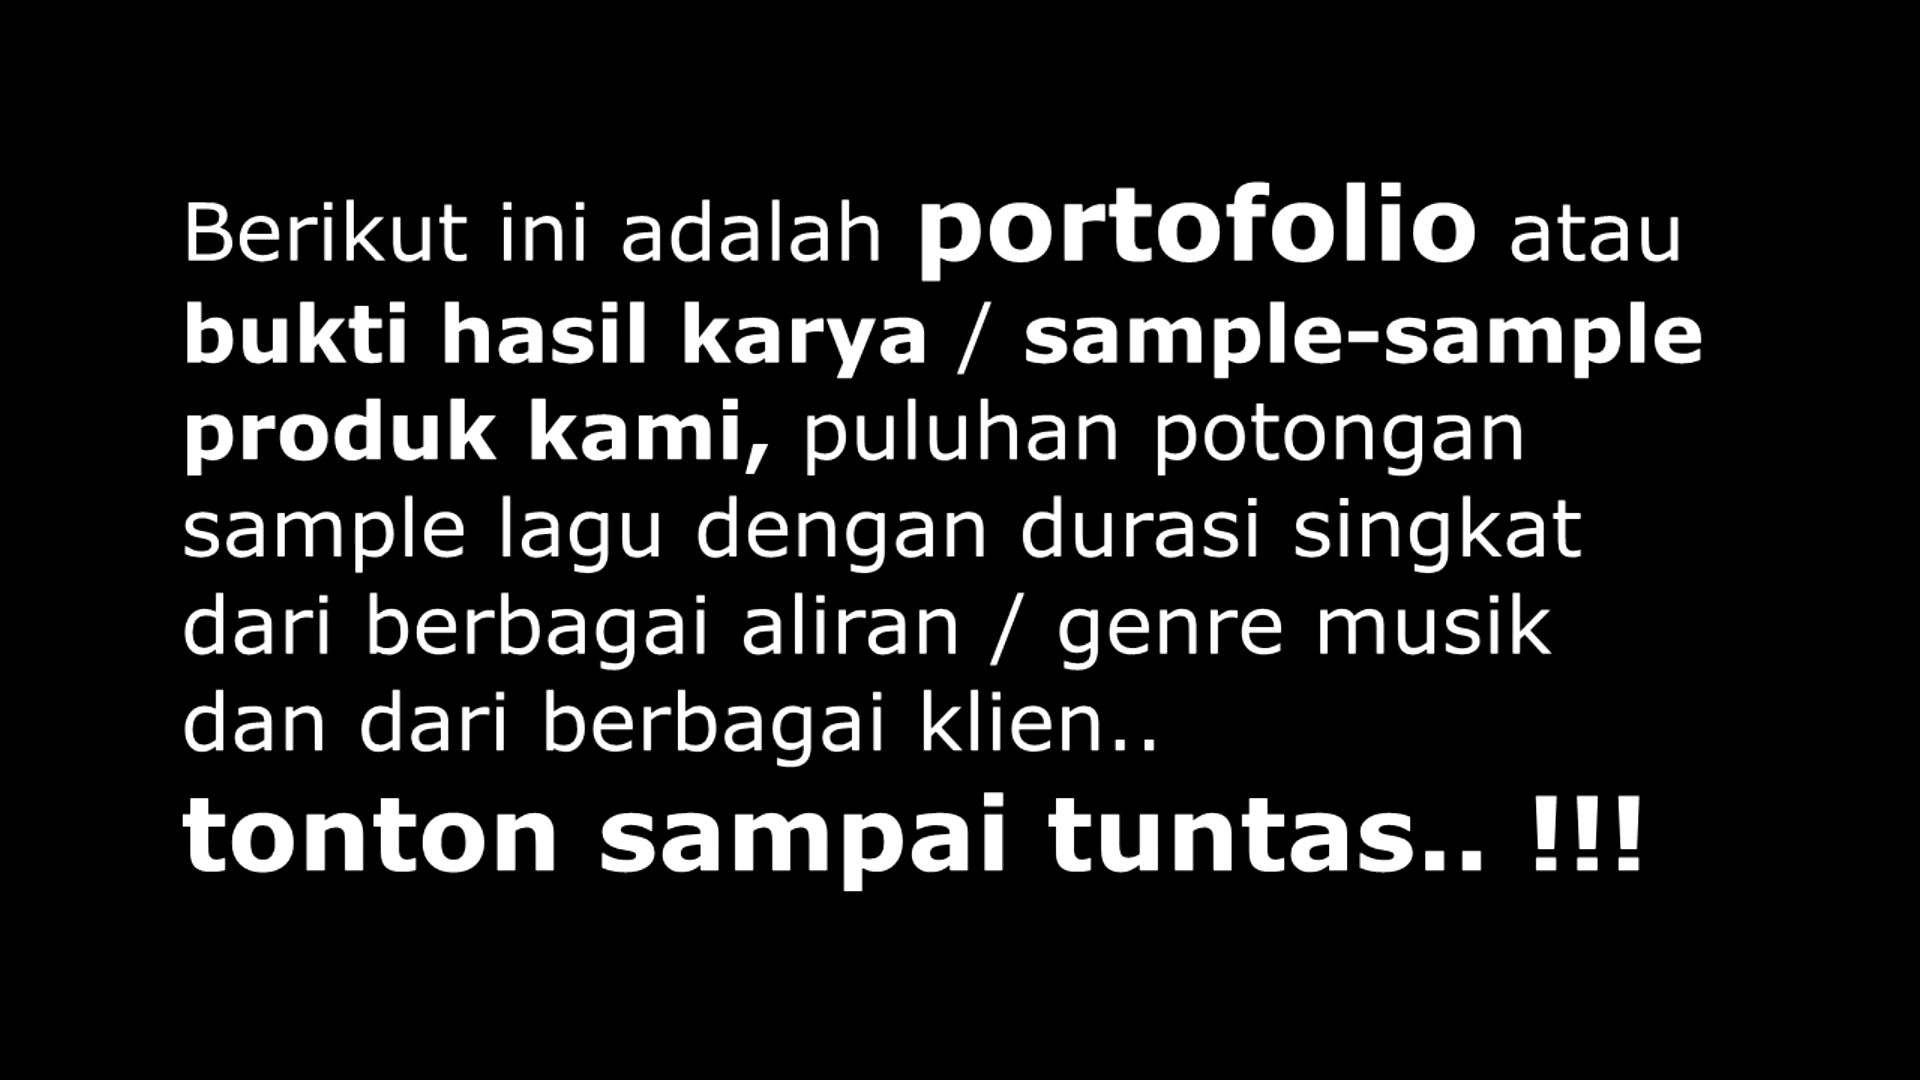 Berikut ini adalah portofolio atau
bukti hasil karya / sample-sample
produk kami, puluhan potongan
sample lagu dengan durasi singkat
dari berbagai aliran / genre musik
dan dari berbagai klien..
tonton sampai tuntas.. !!!